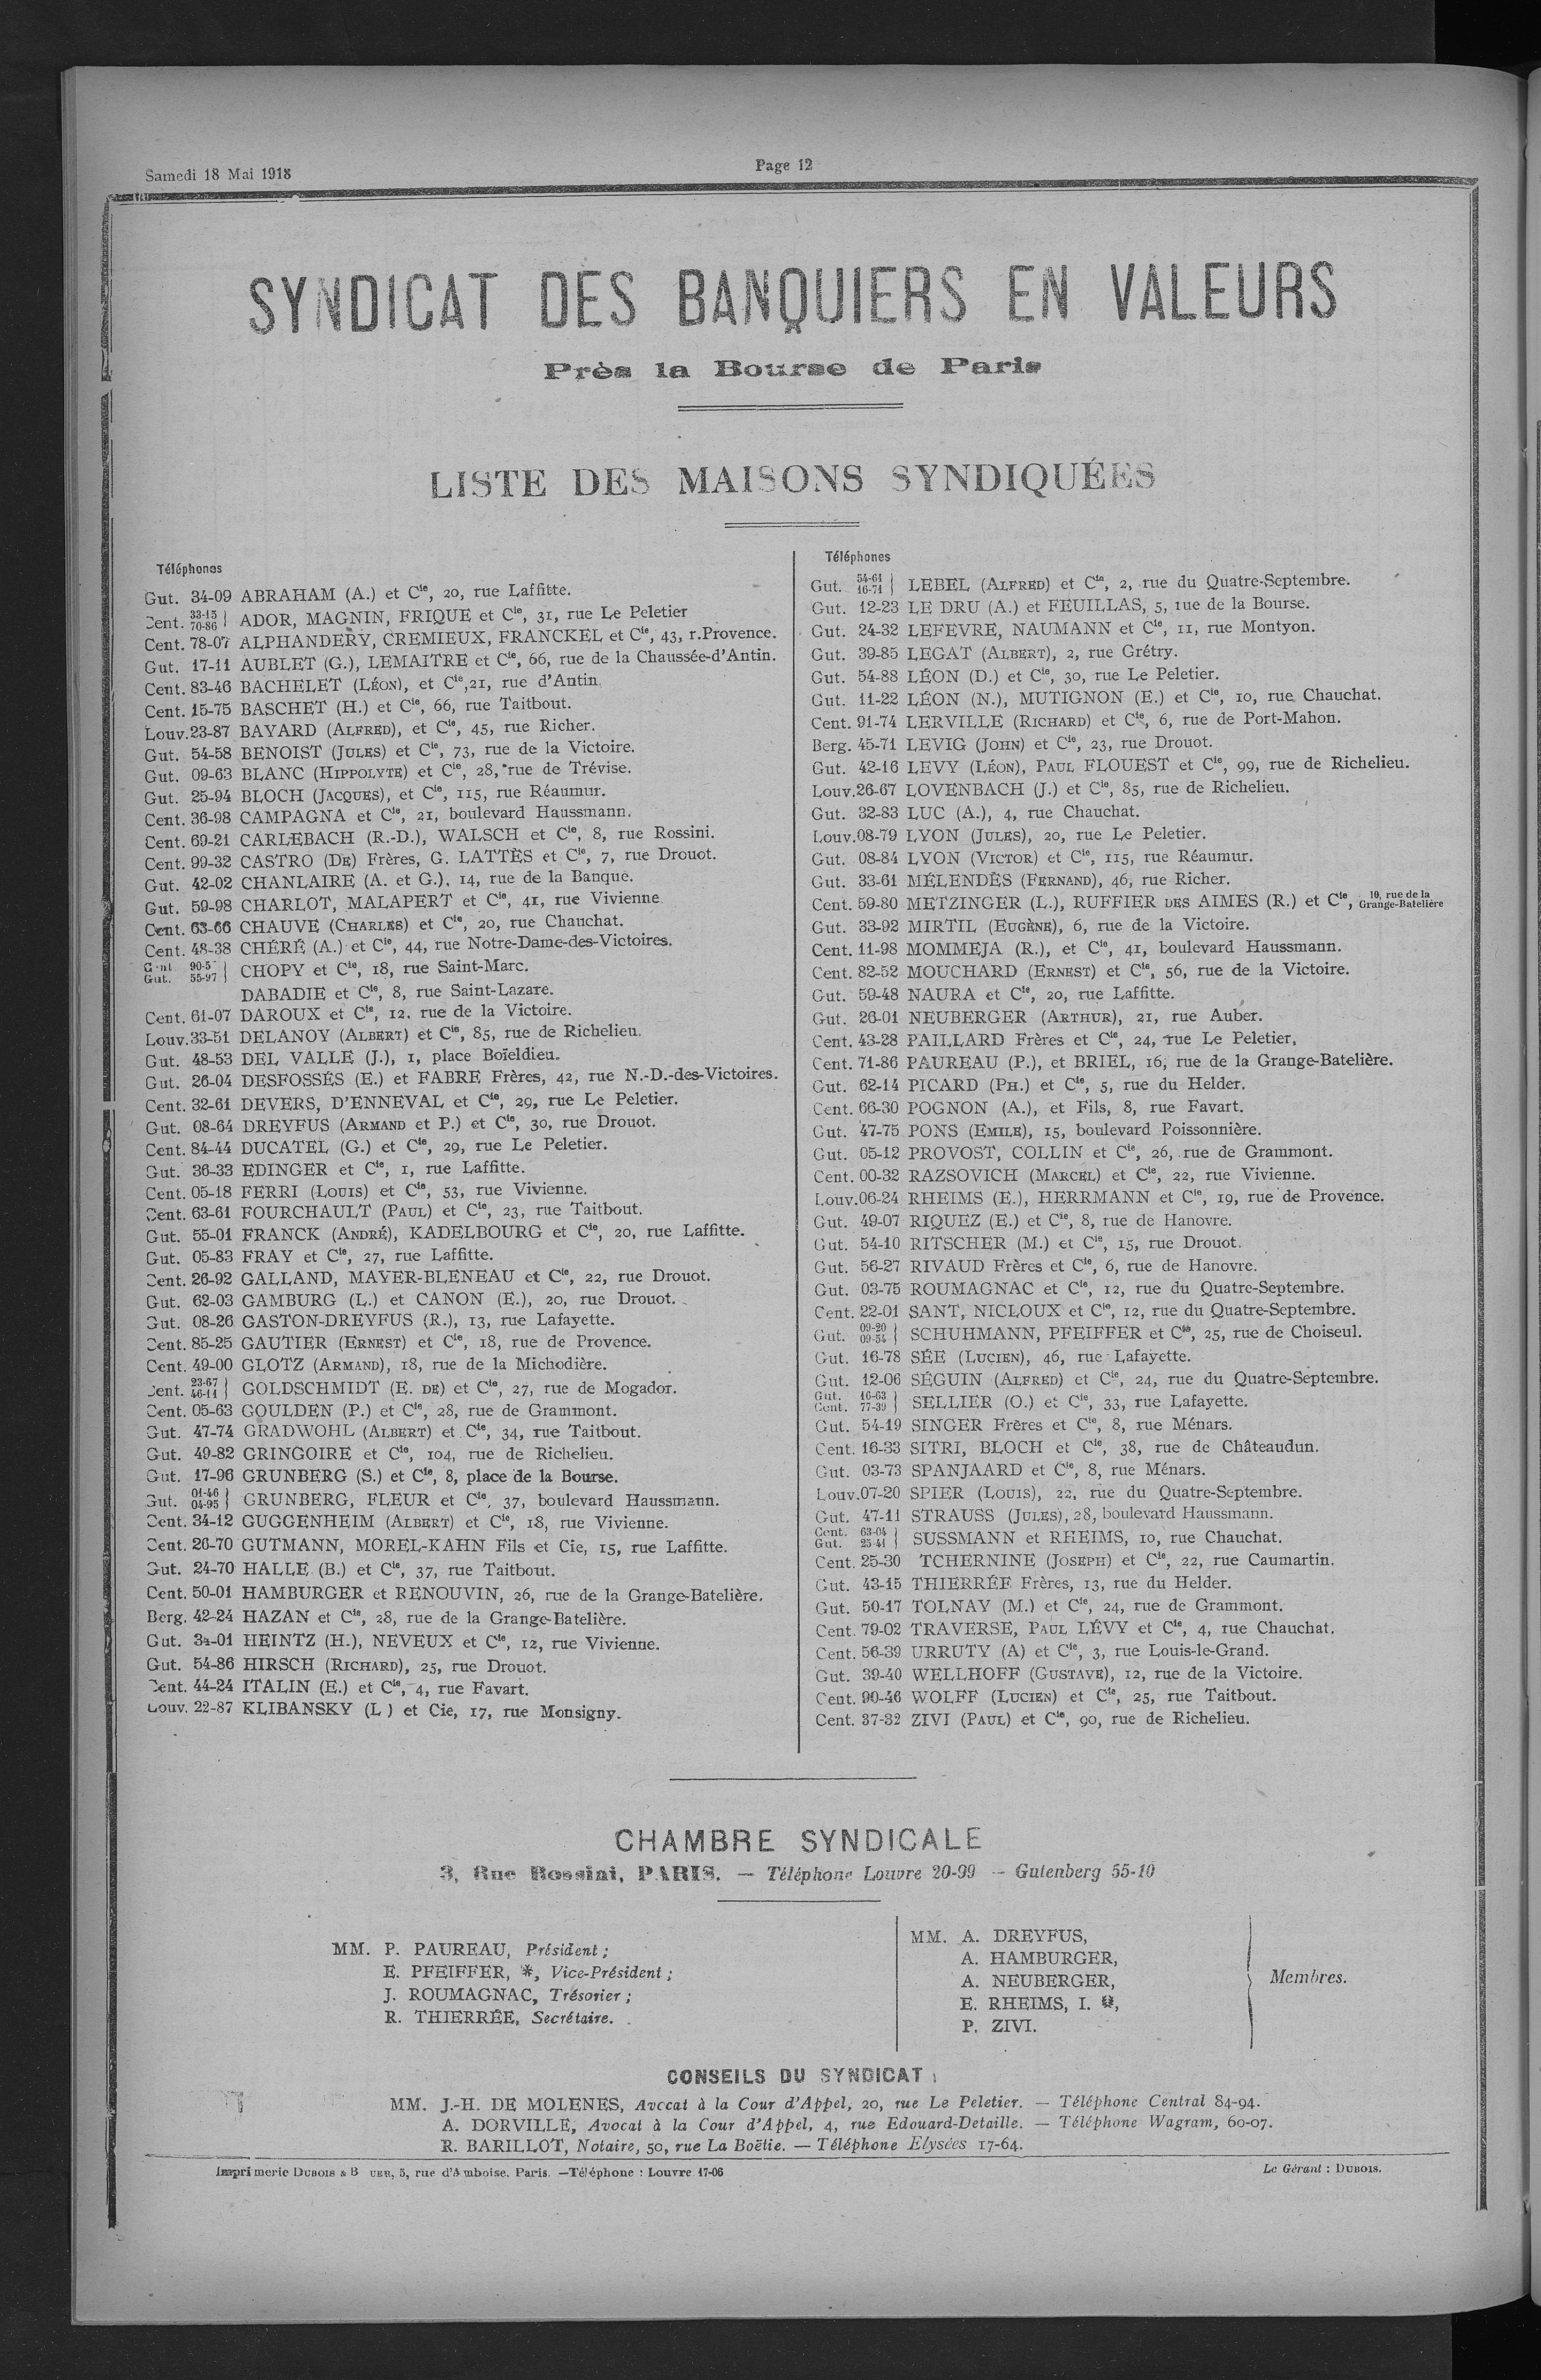 Samedi 18 Mai 1918
Page 12
SYNDICAT DES BANQUIERS EN VALEURS
Près la Bourse de Paris
LISTE DES MAISONS SYNDIQUÉES
Téléphones
Gut. 34-09 ABRAHAM (A.) et Cie, 20, rue Laffitte.
Cent. 33-15 70-86 } ADOR, MAGNIN, FRIQUE et Cie, 31, rue Le Peletier
Cent. 78-07 ALPHANDERY, CREMIEUX, FRANCKEL et Cie, 43, r.Provence.
Gut. 17-11 AUBLET (G.), LEMAITRE et Cie, 66, rue de la Chaussée-d'Antin.
Cent. 83-46 BACHELET (LÉON), et Cie,21, rue d'Antin.
Cent. 15-75 BASCHET (H.) et Cie, 66, rue Taitbout.
Louv.23-87 BAYARD (ALFRED), et Cie, 45, rue Richer.
Gut. 54-58 BENOIST (JULES) et Cie, 73, rue de la Victoire.
Gut. 09-63 BLANC (HIPPOLYTE) et Cie, 28, rue de Trévise.
Gut. 25-94 BLOCH (JACQUES), et Cie, 115, rue Réaumur.
Cent. 36-98 CAMPAGNA et Cie, 21, boulevard Haussmann.
Cent. 69-21 CARLEBACH (R.-D.), WALSCH et Cie, 8, rue Rossini.
Cent. 99-32 CASTRO (DE) Frères, G. LATTÈS et Cie, 7, rue Drouot.
Gut. 42-02 CHANLAIRE (A. et G.), 14, rue de la Banque.
Gut. 59-98 CHARLOT, MALAPERT et Cie, 41, rue Vivienne
Cent. 63-66 CHAUVE (CHARLES) et Cie, 20, rue Chauchat.
Cent. 48-38 CHÉRÉ (A.) et Cie, 44, rue Notre-Dame-des-Victoires.
Gut. 55-97 } CHOPY et Cie, 18, rue Saint-Marc.
DABADIE et Cie, 8, rue Saint-Lazare.
Cent. 61-07 DAROUX et Cie, 12, rue de la Victoire.
Louv.33-51 DELANOY (ALBERT) et Cie, 85, rue de Richelieu.
Gut. 48-53 DEL VALLE (J.), 1, place Boïeldieu.
Gut. 26-04 DESFOSSÉS (E.) et FABRE Frères, 42, rue N.-D.-des-Victoires.
Cent. 32-61 DEVERS, D'ENNEVAL et Cie, 29, rue Le Peletier.
Gut. 08-64 DREYFUS (ARMAND et P.) et Cie, 30, rue Drouot.
Cent. 84-44 DUCATEL (G.) et Cie, 29, rue Le Peletier.
Gut. 36-33 EDINGER et Cie, 1, rue Laffitte.
Cent. 05-18 FERRI (LOUIS) et Cie, 53, rue Vivienne.
Cent. 63-61 FOURCHAULT (PAUL) et Cie, 23, rue Taitbout.
Gut. 55-01 FRANCK (ANDRÉ), KADELBOURG et Cie, 20, rue Laffitte.
Gut. 05-83 FRAY et Cie, 27, rue Laffitte.
Cent. 26-92 GALLAND, MAYER-BLENEAU et Cie, 22, rue Drouot.
Gut. 62-03 GAMBURG (L.) et CANON (E.), 20, rue Drouot.
Gut. 08-26 GASTON-DREYFUS (R.), 13, rue Lafayette.
Cent. 85-25 GAUTIER (ERNEST) et Cie, 18, rue de Provence.
Cent. 49-00 GLOTZ (ARMAND), 18, rue de la Michodière.
Cent. 23-67 46-11 } GOLDSCHMIDT (E. DE) et Cie, 27, rue de Mogador.
Cent. 05-63 GOULDEN (P.) et Cie, 28, rue de Grammont.
Gut. 47-74 GRADWOHL (ALBERT) et Cie, 34, rue Taitbout.
Gut. 49-82 GRINGOIRE et Cie, 104, rue de Richelieu.
Gut. 17-96 GRUNBERG (S.) et Cie, 8, place de la Bourse.
Gut. 01-46 04-95 } GRUNBERG, FLEUR et Cie, 37, boulevard Haussmann.
Cent. 34-12 GUGGENHEIM (ALBERT) et Cie, 18, rue Vivienne.
Cent. 26-70 GUTMANN, MOREL-KAHN Fils et Cie, 15, rue Laffitte.
Gut. 24-70 HALLE (B.) et Cie, 37, rue Taitbout.
Cent. 50-01 HAMBURGER et RENOUVIN, 26, rue de la Grange-Batelière.
Berg. 42-24 HAZAN et Cie, 28, rue de la Grange-Batelière.
Gut. 34-01 HEINTZ (H.), NEVEUX et Cie, 12, rue Vivienne.
Gut. 54-86 HIRSCH (RICHARD), 25, rue Drouot.
Cent. 44-24 ITALIN (E.) et Cie, 4, rue Favart.
Louv. 22-87 KLIBANSKY (L ) et Cie, 17, rue Monsigny.
Téléphones
Gut. 54-61 16-71 } LEBEL (ALFRED) et Cie, 2, rue du Quatre-Septembre.
Gut. 12-23 LE DRU (A.) et FEUILLAS, 5, rue de la Bourse.
Gut. 24-32 LEFEVRE, NAUMANN et Cie, 11, rue Montyon.
Gut. 39-85 LEGAT (ALBERT), 2, rue Grétry.
Gut. 54-88 LÉON (D.) et Cie, 30, rue Le Peletier.
Gut. 11-22 LÉON (N.), MUTIGNON (E.) et Cie, 10, rue Chauchat.
Cent. 91-74 LERVILLE (RICHARD) et Cie, 6, rue de Port-Mahon.
Berg. 45-71 LEVIG (JOHN) et Cie, 23, rue Drouot.
Gut. 42-16 LEVY (LÉON), PAUL FLOUEST et Cie, 99, rue de Richelieu.
Louv.26-67 LOVENBACH (J.) et Cie, 85, rue de Richelieu.
Gut. 32-83 LUC (A.), 4, rue Chauchat.
Louv.08-79 LYON (JULES), 20, rue Le Peletier.
Gut. 08-84 LYON (VICTOR) et Cie, 115, rue Réaumur.
Gut. 33-61 MÉLENDÈS (FERNAND), 46, rue Richer.
Cent. 59-80 METZINGER (L.), RUFFIER DES AIMES (R.) et Cie, 10, rue de la Grange-Batelière
Gut. 33-92 MIRTIL (EUGÈNE), 6, rue de la Victoire.
Cent. 11-98 MOMMEJA (R.), et Cie, 41, boulevard Haussmann.
Cent. 82-52 MOUCHARD (ERNEST) et Cie, 56, rue de la Victoire.
Gut. 59-48 NAURA et Cie, 20, rue Laffitte.
Gut. 26-01 NEUBERGER (ARTHUR), 21, rue Auber.
Cent. 43-28 PAILLARD Frères et Cie, 24, rue Le Peletier,
Cent. 71-86 PAUREAU (P.), et BRIEL, 16, rue de la Grange-Batelière.
Gut. 62-14 PICARD (PH.) et Cie, 5, rue du Helder.
Cent. 66-30 POGNON (A.), et Fils, 8, rue Favart.
Gut. 47-75 PONS (EMILE), 15, boulevard Poissonnière.
Gut. 05-12 PROVOST, COLLIN et Cie, 26, rue de Grammont.
Cent. 00-32 RAZSOVICH (MARCEL) et Cie, 22, rue Vivienne.
Louv.06-24 RHEIMS (E.), HERRMANN et Cie, 19, rue de Provence.
Gut. 49-07 RIQUEZ (E.) et Cie, 8, rue de Hanovre.
Gut. 54-10 RITSCHER (M.) et Cie, 15, rue Drouot.
Gut. 56-27 RIVAUD Frères et Cie, 6, rue de Hanovre.
Gut. 03-75 ROUMAGNAC et Cie, 12, rue du Quatre-Septembre.
Cent. 22-01 SANT, NICLOUX et Cie, 12, rue du Quatre-Septembre.
Gut. 09-20 09-54 } SCHUHMANN, PFEIFFER et Cie, 25, rue de Choiseul.
Gut. 16-78 SÉE (LUCIEN), 46, rue Lafayette.
Gut. 12-06 SÉGUIN (ALFRED) et Cie, 24, rue du Quatre-Septembre.
Gut. 16-63 Cent. 77-39 } SELLIER (O.) et Cie, 33, rue Lafayette.
Gut. 54-19 SINGER Frères et Cie, 8, rue Ménars.
Cent. 16-33 SITRI, BLOCH et Cie, 38, rue de Châteaudun.
Gut. 03-73 SPANJAARD et Cie, 8, rue Ménars.
Louv.07-20 SPIER (LOUIS), 22, rue du Quatre-Septembre.
Gut. 47-11 STRAUSS (JULES), 28, boulevard Haussmann.
Cent. 63-04 Gut. 25-41 } SUSSMANN et RHEIMS, 10, rue Chauchat.
Cent. 25-30 TCHERNINE (JOSEPH) et Cie, 22, rue Caumartin.
Gut. 43-15 THIERRÉE Frères, 13, rue du Helder.
Gut. 50-17 TOLNAY (M.) et Cie, 24, rue de Grammont.
Cent. 79-02 TRAVERSE, PAUL LÉVY et Cie, 4, rue Chauchat.
Cent. 56-39 URRUTY (A) et Cie, 3, rue Louis-le-Grand.
Gut. 39-40 WELLHOFF (GUSTAVE), 12, rue de la Victoire.
Cent. 90-46 WOLFF (LUCIEN) et Cie, 25, rue Taitbout.
Cent. 37-32 ZIVI (PAUL) et Cie, 90, rue de Richelieu.
CHAMBRE SYNDICALE
3, Rue Rossini, PARIS. — Téléphone Louvre 20-99 — Gutenberg 55-10
MM. P. PAUREAU, Président ;
E. PFEIFFER, ✻, Vice-Président ;
J. ROUMAGNAC, Trésorier ;
R. THIERRÉE, Secrétaire.
MM. A. DREYFUS,
A. HAMBURGER,
A. NEUBERGER,
E. RHEIMS, I. ,
P. ZIVI.
Membres.
CONSEILS DU SYNDICAT :
MM. J.-H. DE MOLENES, Avocat à la Cour d'Appel, 20, rue Le Peletier. — Téléphone Central 84-94.
A. DORVILLE, Avocat à la Cour d'Appel, 4, rue Edouard-Detaille. — Téléphone Wagram, 60-07.
R. BARILLOT, Notaire, 50, rue La Boëtie. — Téléphone Elysées 17-64.
Imprimerie DUBOIS & B UER, 5, rue d'Amboise, Paris. —Téléphone : Louvre 17-06
Le Gérant : DUBOIS.